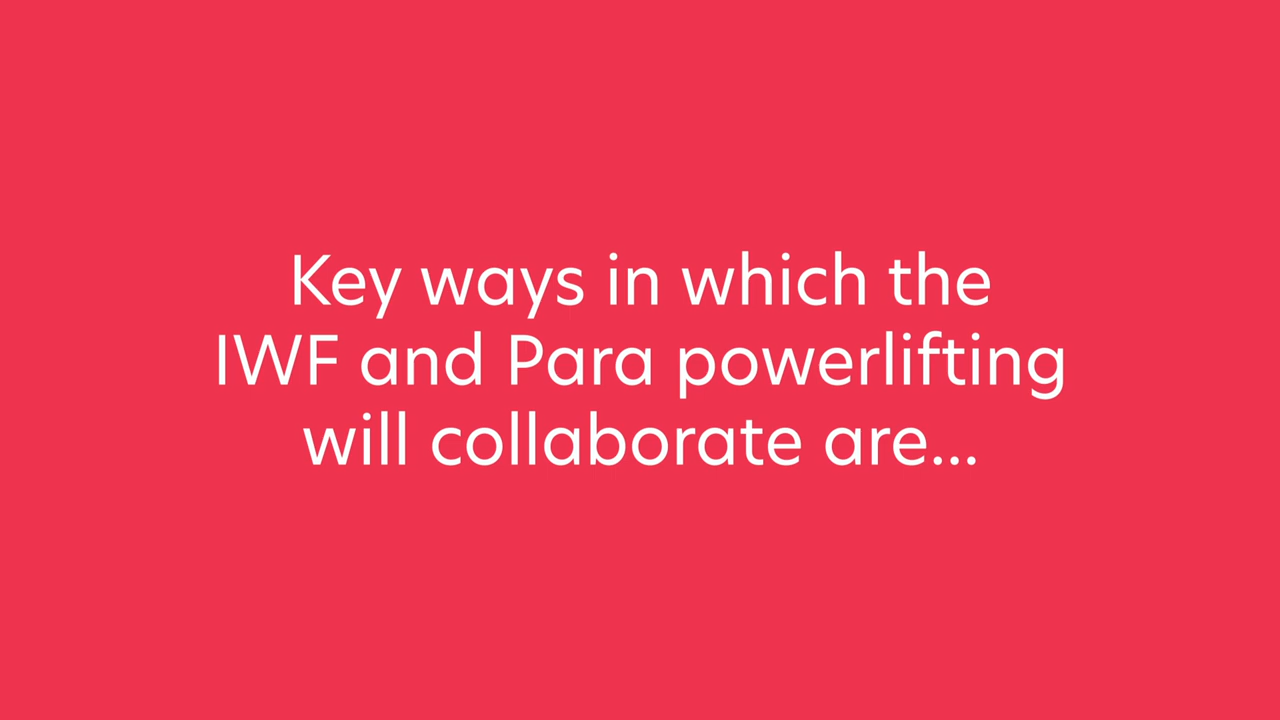 Key ways in which the
IWF and Para powerlifting
will collaborate are...